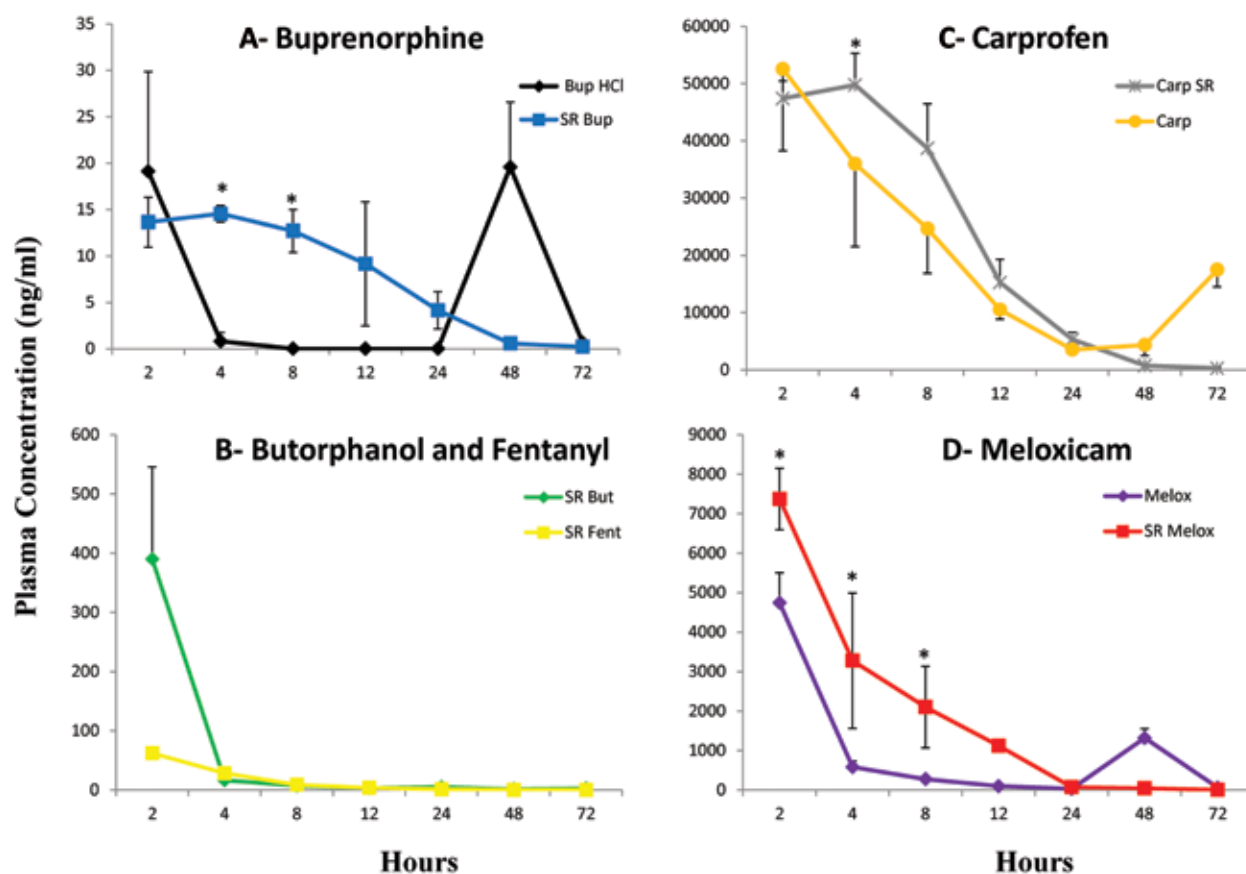 Plasma Concentration (ng/ml)
A- Buprenorphine
Bup HCl
SR Bup
35
30
25
20
15
10
5
0
* *
2 4 8 12 24 48 72
C- Carprofen
Carp SR
Carp
60000
50000
40000
30000
20000
10000
0
*
2 4 8 12 24 48 72
B- Butorphanol and Fentanyl
SR But
SR Fent
600
500
400
300
200
100
0
2 4 8 12 24 48 72
Hours
D- Meloxicam
Melox
SR Melox
9000
8000
7000
6000
5000
4000
3000
2000
1000
0
*
*
*
2 4 8 12 24 48 72
Hours